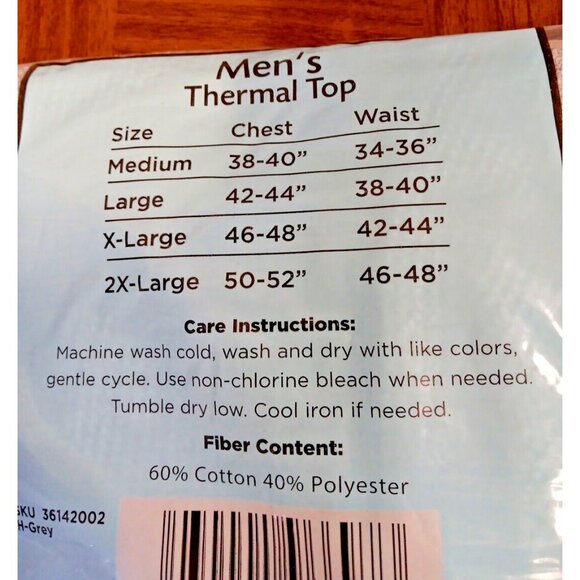 Men's
Thermal Top
Size Chest Waist
Medium 38-40” 34-36”
Large 42-44” 38-40”
X-Large 46-48” 42-44”
2X-Large 50-52” 46-48”
Care Instructions:
Machine wash cold, wash and dry with like colors,
gentle cycle. Use non-chlorine bleach when needed.
Tumble dry low. Cool iron if needed.
Fiber Content:
60% Cotton 40% Polyester
SKU 36142002
H-Grey